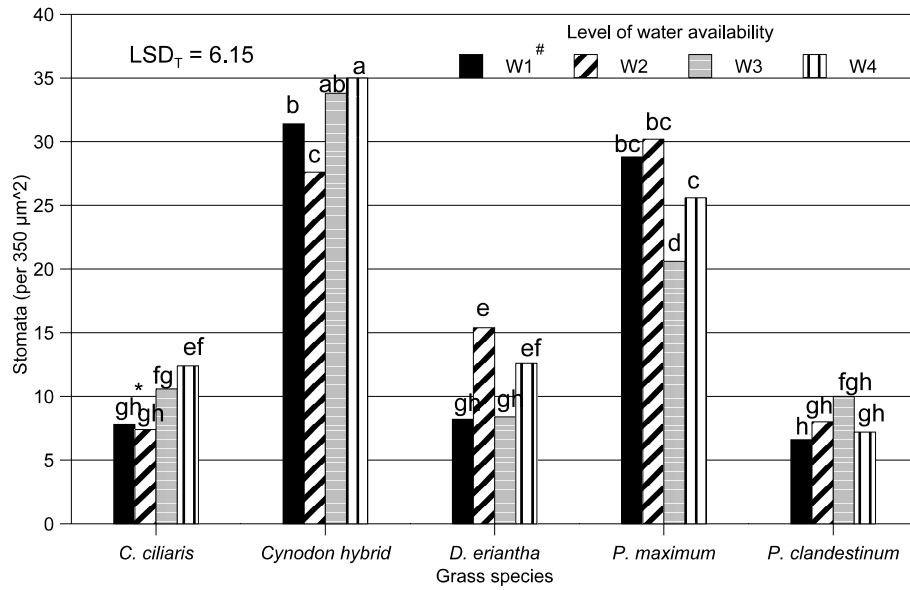 40
35
30
25
20
15
10
5
0
Stomata (per 350 µm^2)
LSD_T = 6.15
Level of water availability
W1# W2 W3 W4
gh * gh fg ef
b c ab a
gh e gh ef
bc bc d c
h gh fgh gh
C. ciliaris Cynodon hybrid D. eriantha P. maximum P. clandestinum
Grass species